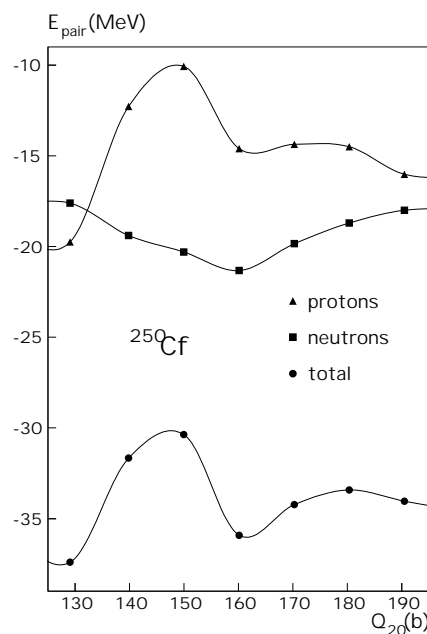 E_pair(MeV)
-10
-15
-20
-25
-30
-35
protons
neutrons
total
²⁵⁰Cf
130 140 150 160 170 180 190
Q₂₀(b)